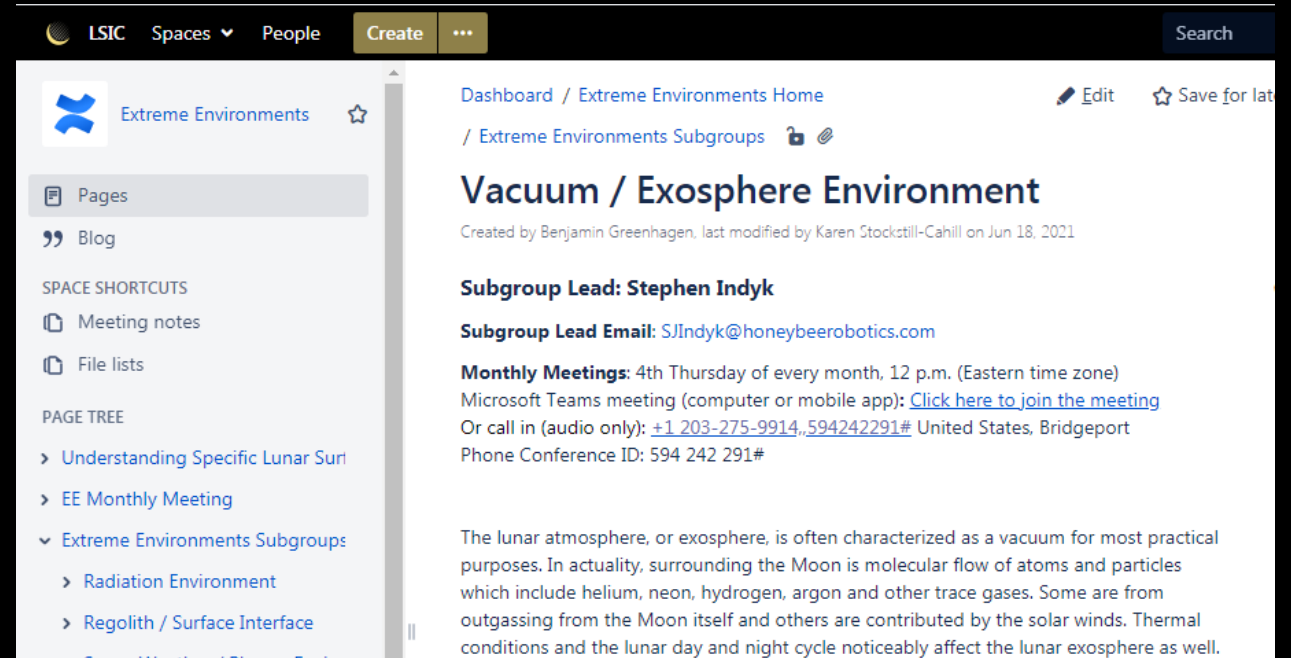 LSIC Spaces People Create ••• Search
Extreme Environments
Pages
Blog
SPACE SHORTCUTS
Meeting notes
File lists
PAGE TREE
Understanding Specific Lunar Surf
EE Monthly Meeting
Extreme Environments Subgroups
Radiation Environment
Regolith / Surface Interface
Dashboard / Extreme Environments Home
Edit Save for late
/ Extreme Environments Subgroups
Vacuum / Exosphere Environment
Created by Benjamin Greenhagen, last modified by Karen Stockstill-Cahill on Jun 18, 2021
Subgroup Lead: Stephen Indyk
Subgroup Lead Email: SJIndyk@honeybeerobotics.com
Monthly Meetings: 4th Thursday of every month, 12 p.m. (Eastern time zone)
Microsoft Teams meeting (computer or mobile app): Click here to join the meeting
Or call in (audio only): +1 203-275-9914,,594242291# United States, Bridgeport
Phone Conference ID: 594 242 291#
The lunar atmosphere, or exosphere, is often characterized as a vacuum for most practical
purposes. In actuality, surrounding the Moon is molecular flow of atoms and particles
which include helium, neon, hydrogen, argon and other trace gases. Some are from
outgassing from the Moon itself and others are contributed by the solar winds. Thermal
conditions and the lunar day and night cycle noticeably affect the lunar exosphere as well.